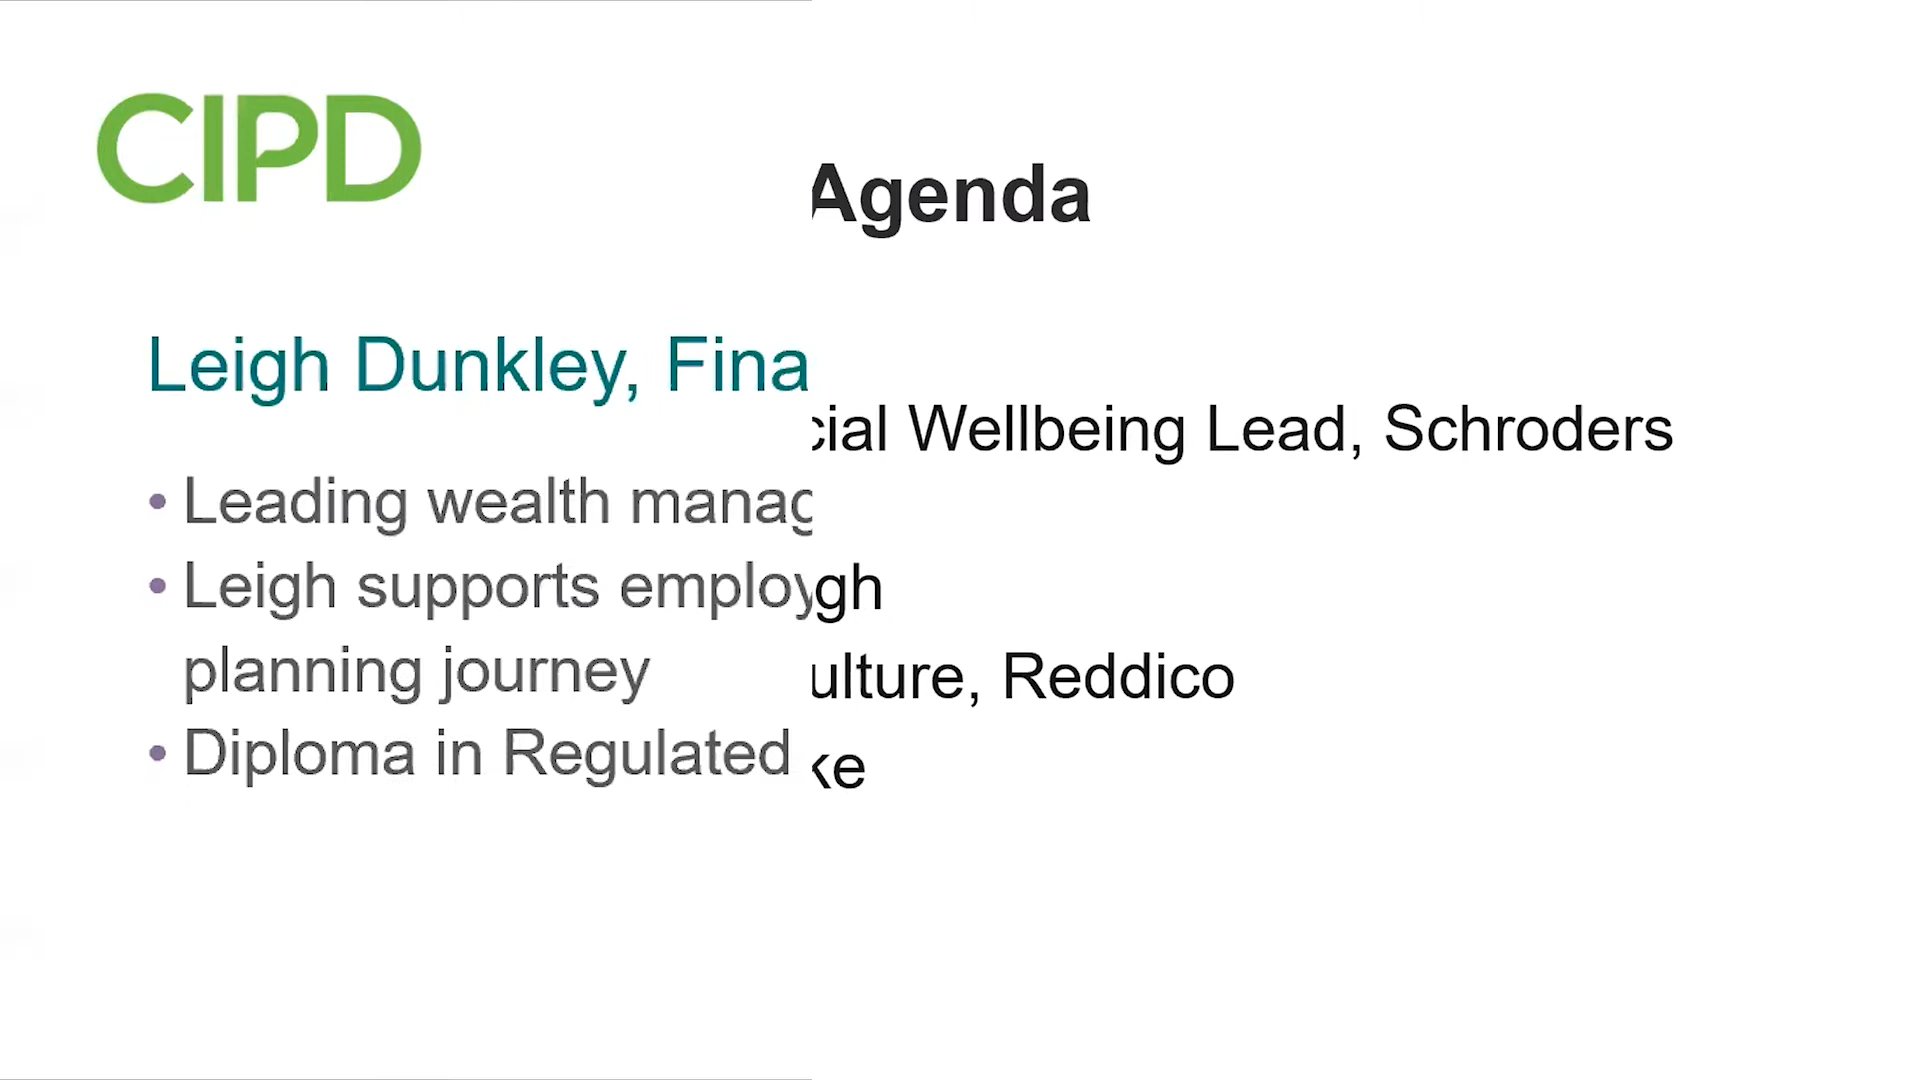 CIPD
Agenda
Leigh Dunkley, Fina
cial Wellbeing Lead, Schroders
• Leading wealth manag
• Leigh supports employ
gh
planning journey
ulture, Reddico
• Diploma in Regulated
ke